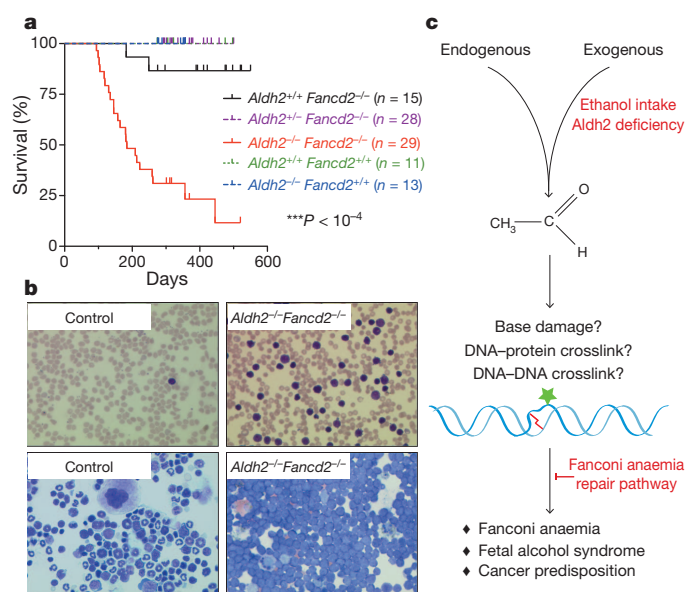 a
100
75
50
25
0
Survival (%)
0
200
400
600
Days
Aldh2+/+ Fancd2−/− (n = 15)
Aldh2+/− Fancd2−/− (n = 28)
Aldh2−/− Fancd2−/− (n = 29)
Aldh2+/+ Fancd2+/+ (n = 11)
Aldh2−/− Fancd2+/+ (n = 13)
***P < 10−4
b
Control
Aldh2−/−Fancd2−/−
Control
Aldh2−/−Fancd2−/−
c
Endogenous
Exogenous
Ethanol intake
Aldh2 deficiency
O
CH3
C
H
Base damage?
DNA–protein crosslink?
DNA–DNA crosslink?
Fanconi anaemia
repair pathway
♦ Fanconi anaemia
♦ Fetal alcohol syndrome
♦ Cancer predisposition